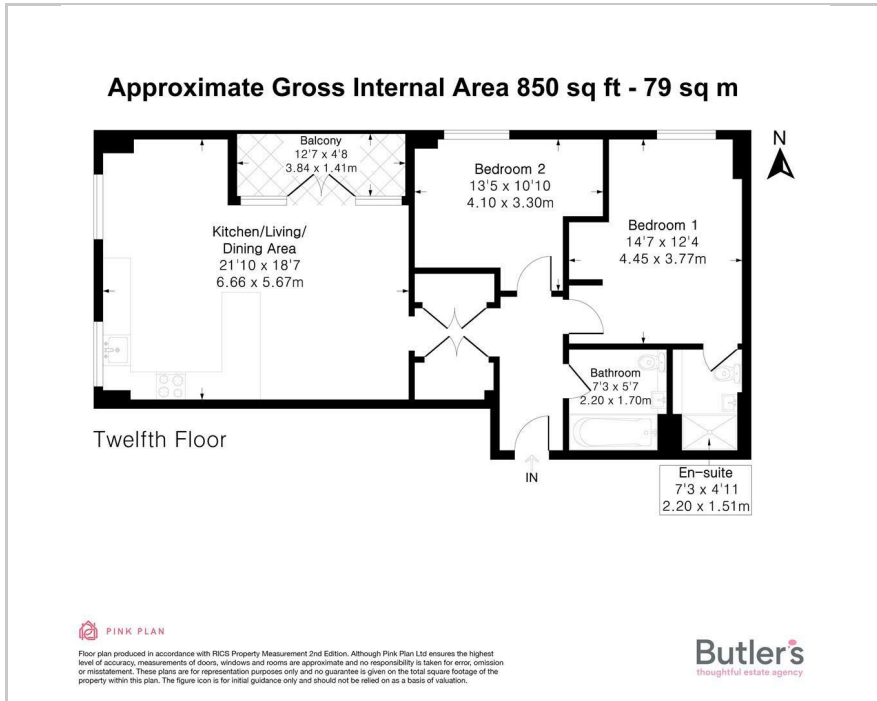 Approximate Gross Internal Area 850 sq ft - 79 sq m
N
Balcony
12'7 x 4'8
3.84 x 1.41m
Bedroom 2
13'5 x 10'10
4.10 x 3.30m
Bedroom 1
14'7 x 12'4
4.45 x 3.77m
Kitchen/Living/
Dining Area
21'10 x 18'7
6.66 x 5.67m
Bathroom
7'3 x 5'7
2.20 x 1.70m
Twelfth Floor
IN
En-suite
7'3 x 4'11
2.20 x 1.51m
PINK PLAN
Floor plan produced in accordance with RICS Property Measurement 2nd Edition. Although Pink Plan Ltd ensures the highest
level of accuracy, measurements of doors, windows and rooms are approximate and no responsibility is taken for error, omission
or misstatement. These plans are for representation purposes only and no guarantee is given on the total square footage of the
property within this plan. The figure icon is for initial guidance only and should not be relied on as a basis of valuation.
Butler's
thoughtful estate agency